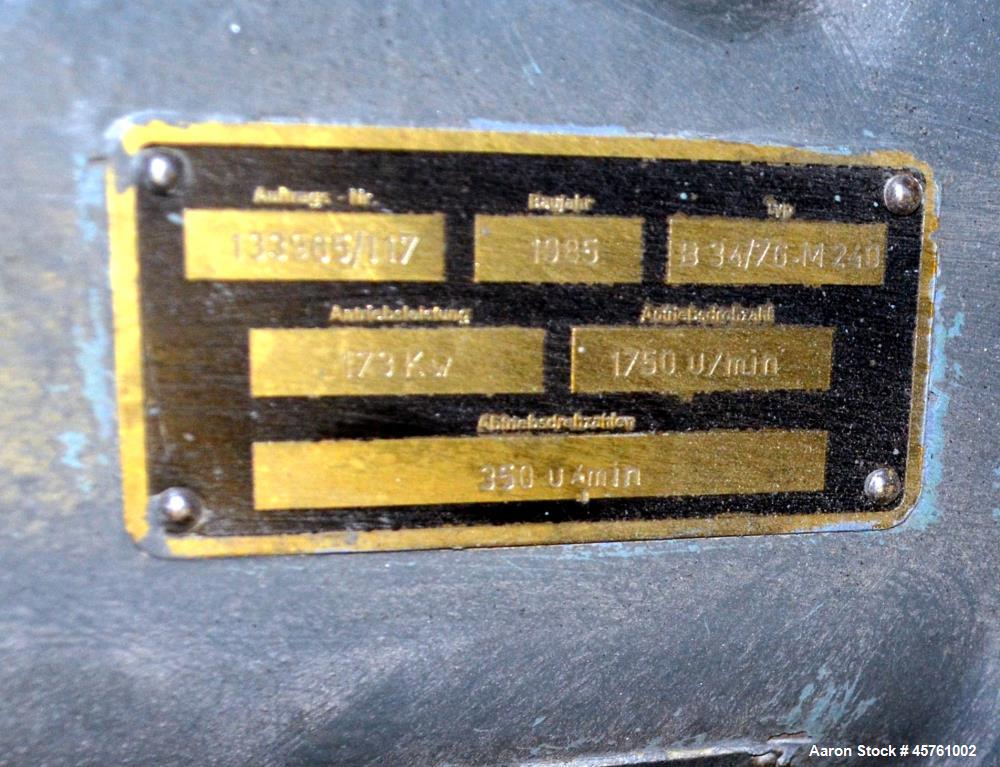 Auftrags - Nr. Baujahr Typ
133905/117 1985 B 34/76-M 240
Antriebsleistung Antriebsdrehzahl
173 Kw 1750 U/min
Abtriebsdrehzahlen
350 U/min
Aaron Stock # 45761002